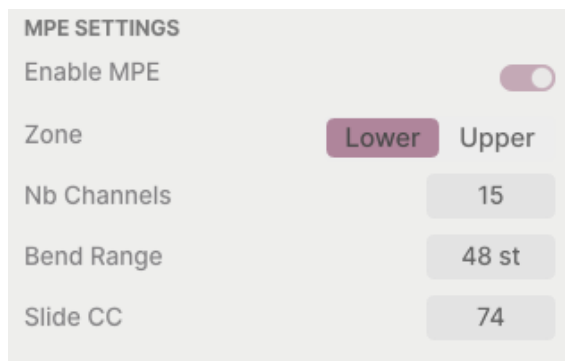 MPE SETTINGS
Enable MPE
Zone Lower Upper
Nb Channels 15
Bend Range 48 st
Slide CC 74